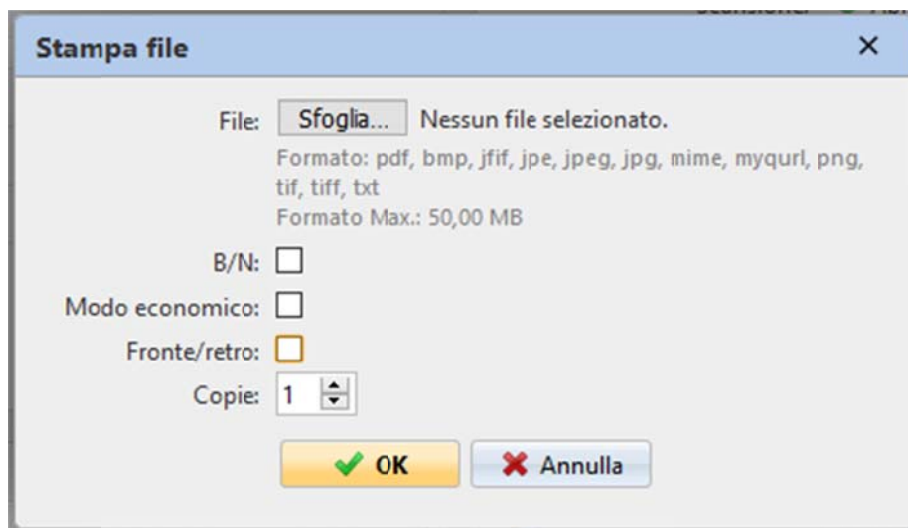 Stampa file
File: Sfoglia... Nessun file selezionato.
Formato: pdf, bmp, jfif, jpe, jpeg, jpg, mime, myqurl, png,
tif, tiff, txt
Formato Max.: 50,00 MB
B/N:
Modo economico:
Fronte/retro:
Copie: 1
OK Annulla